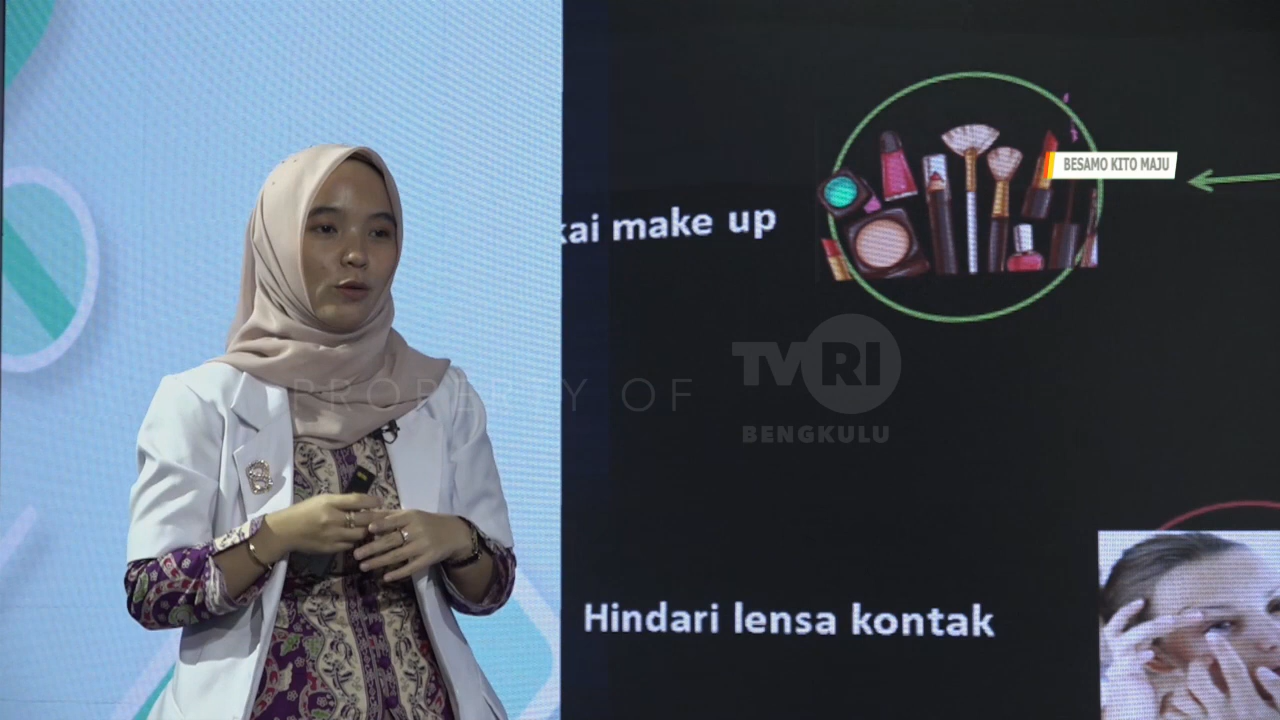 BESAMO KITO MAJU
kai make up
PROPERTY OF
TVRI
BENGKULU
Hindari lensa kontak